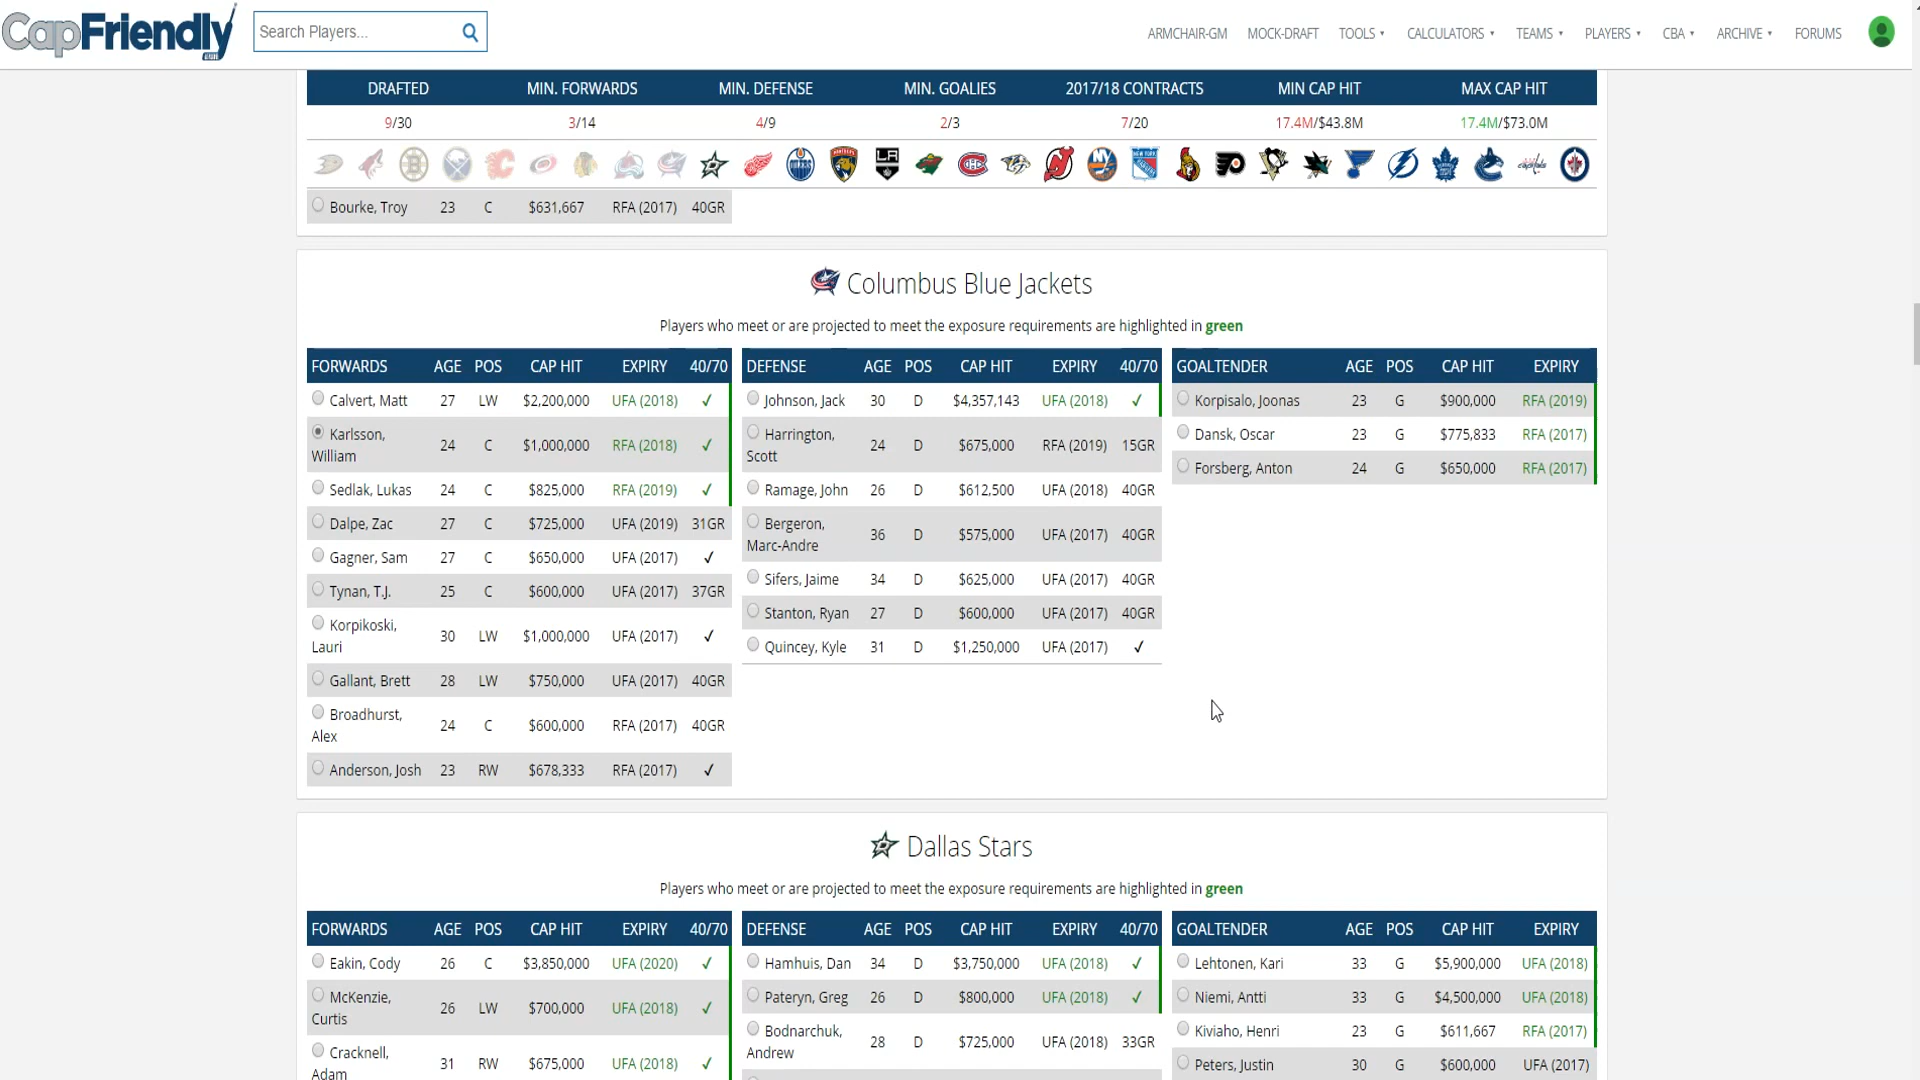 CapFriendly
Search Players...
ARMCHAIR-GM MOCK-DRAFT TOOLS CALCULATORS TEAMS PLAYERS CBA ARCHIVE FORUMS
DRAFTED MIN. FORWARDS MIN. DEFENSE MIN. GOALIES 2017/18 CONTRACTS MIN CAP HIT MAX CAP HIT
9/30 3/14 4/9 2/3 7/20 17.4M/$43.8M 17.4M/$73.0M
Bourke, Troy 23 C $631,667 RFA (2017) 40GR
Columbus Blue Jackets
Players who meet or are projected to meet the exposure requirements are highlighted in green
FORWARDS AGE POS CAP HIT EXPIRY 40/70
Calvert, Matt 27 LW $2,200,000 UFA (2018) ✓
Karlsson,
William 24 C $1,000,000 RFA (2018) ✓
Sedlak, Lukas 24 C $825,000 RFA (2019) ✓
Dalpe, Zac 27 C $725,000 UFA (2019) 31GR
Gagner, Sam 27 C $650,000 UFA (2017) ✓
Tynan, T.J. 25 C $600,000 UFA (2017) 37GR
Korpikoski,
Lauri 30 LW $1,000,000 UFA (2017) ✓
Gallant, Brett 28 LW $750,000 UFA (2017) 40GR
Broadhurst,
Alex 24 C $600,000 RFA (2017) 40GR
Anderson, Josh 23 RW $678,333 RFA (2017) ✓
DEFENSE AGE POS CAP HIT EXPIRY 40/70
Johnson, Jack 30 D $4,357,143 UFA (2018) ✓
Harrington,
Scott 24 D $675,000 RFA (2019) 15GR
Ramage, John 26 D $612,500 UFA (2018) 40GR
Bergeron,
Marc-Andre 36 D $575,000 UFA (2017) 40GR
Sifers, Jaime 34 D $625,000 UFA (2017) 40GR
Stanton, Ryan 27 D $600,000 UFA (2017) 40GR
Quincey, Kyle 31 D $1,250,000 UFA (2017) ✓
GOALTENDER AGE POS CAP HIT EXPIRY
Korpisalo, Joonas 23 G $900,000 RFA (2019)
Dansk, Oscar 23 G $775,833 RFA (2017)
Forsberg, Anton 24 G $650,000 RFA (2017)
Dallas Stars
Players who meet or are projected to meet the exposure requirements are highlighted in green
FORWARDS AGE POS CAP HIT EXPIRY 40/70
Eakin, Cody 26 C $3,850,000 UFA (2020) ✓
McKenzie,
Curtis 26 LW $700,000 UFA (2018) ✓
Cracknell,
Adam 31 RW $675,000 UFA (2018) ✓
DEFENSE AGE POS CAP HIT EXPIRY 40/70
Hamhuis, Dan 34 D $3,750,000 UFA (2018) ✓
Pateryn, Greg 26 D $800,000 UFA (2018) ✓
Bodnarchuk,
Andrew 28 D $725,000 UFA (2018) 33GR
GOALTENDER AGE POS CAP HIT EXPIRY
Lehtonen, Kari 33 G $5,900,000 UFA (2018)
Niemi, Antti 33 G $4,500,000 UFA (2018)
Kiviaho, Henri 23 G $611,667 RFA (2017)
Peters, Justin 30 G $600,000 UFA (2017)